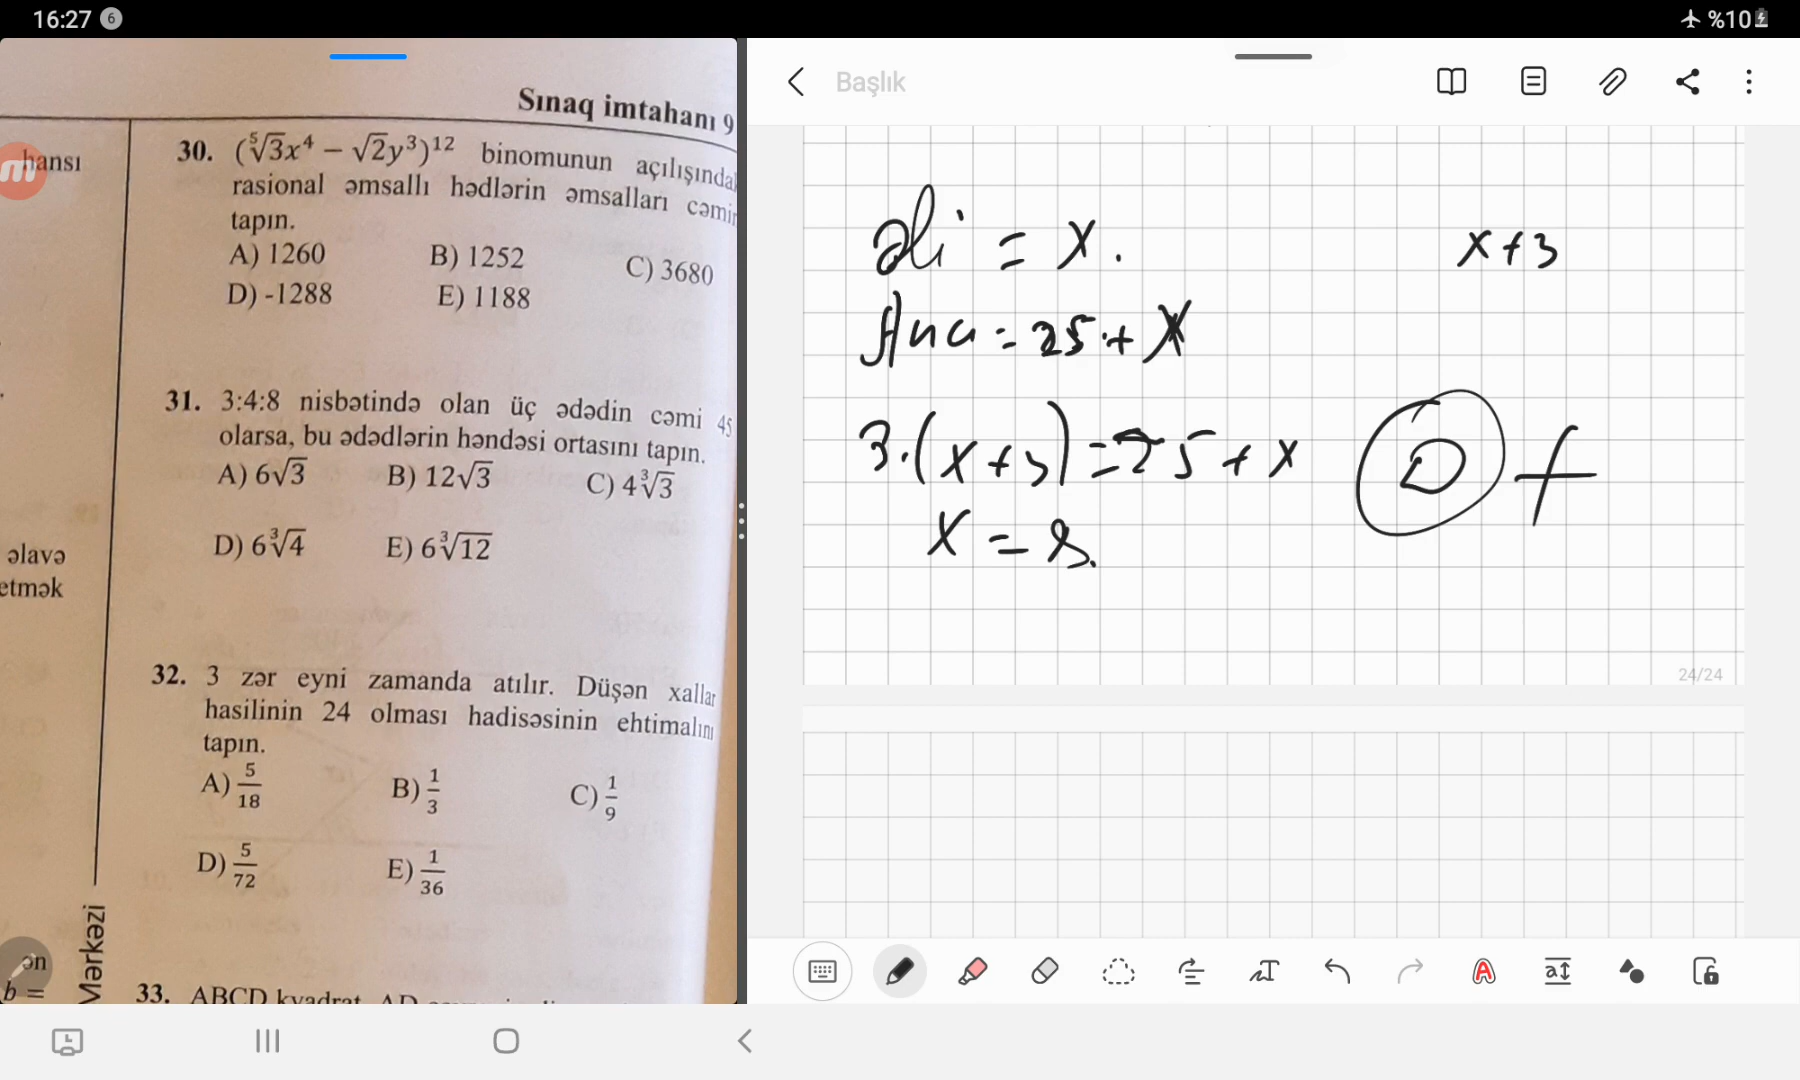 16:27 6 %10
Sınaq imtahanı 9
hansı
30. (⁵√3x⁴ − √2y³)¹² binomunun açılışında
rasional əmsallı hədlərin əmsalları
tapın.
A) 1260 B) 1252 C) 3680
D) -1288 E) 1188
31. 3:4:8 nisbətində olan üç ədədin cəmi 45
olarsa, bu ədədlərin həndəsi ortasını tapın.
A) 6√3 B) 12√3 C) 4∛3
D) 6∛4 E) 6∛12
əlavə
etmək
32. 3 zər eyni zamanda atılır. Düşən xallar
hasilinin 24 olması hadisəsinin ehtimalını
tapın.
A) 5/18 B) 1/3 C) 1/9
D) 5/72 E) 1/36
Mərkəzi
ən
b =
33. ABCD kvadrat
Başlık
əli = x. x+3
Ana = 25 + x
3.(x+3) = 25 + x D
x = 8.
24/24